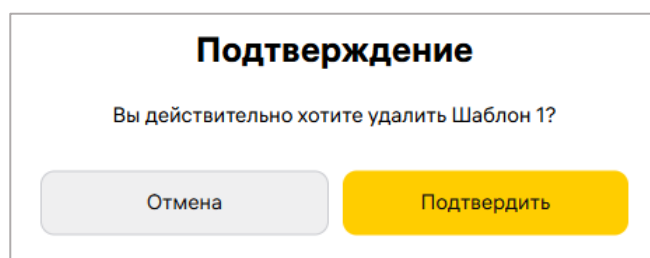 Подтверждение
Вы действительно хотите удалить Шаблон 1?
Отмена
Подтвердить